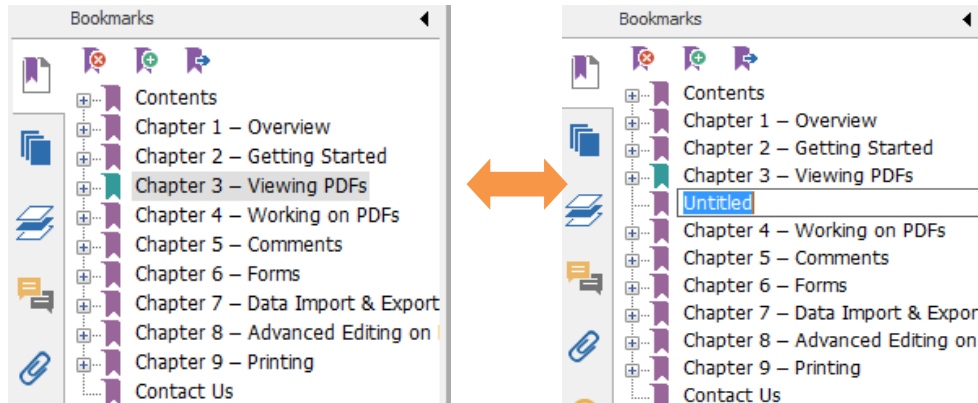 Bookmarks
Contents
Chapter 1 – Overview
Chapter 2 – Getting Started
Chapter 3 – Viewing PDFs
Chapter 4 – Working on PDFs
Chapter 5 – Comments
Chapter 6 – Forms
Chapter 7 – Data Import & Export
Chapter 8 – Advanced Editing on
Chapter 9 – Printing
Contact Us
Bookmarks
Contents
Chapter 1 – Overview
Chapter 2 – Getting Started
Chapter 3 – Viewing PDFs
Untitled
Chapter 4 – Working on PDFs
Chapter 5 – Comments
Chapter 6 – Forms
Chapter 7 – Data Import & Expor
Chapter 8 – Advanced Editing on
Chapter 9 – Printing
Contact Us